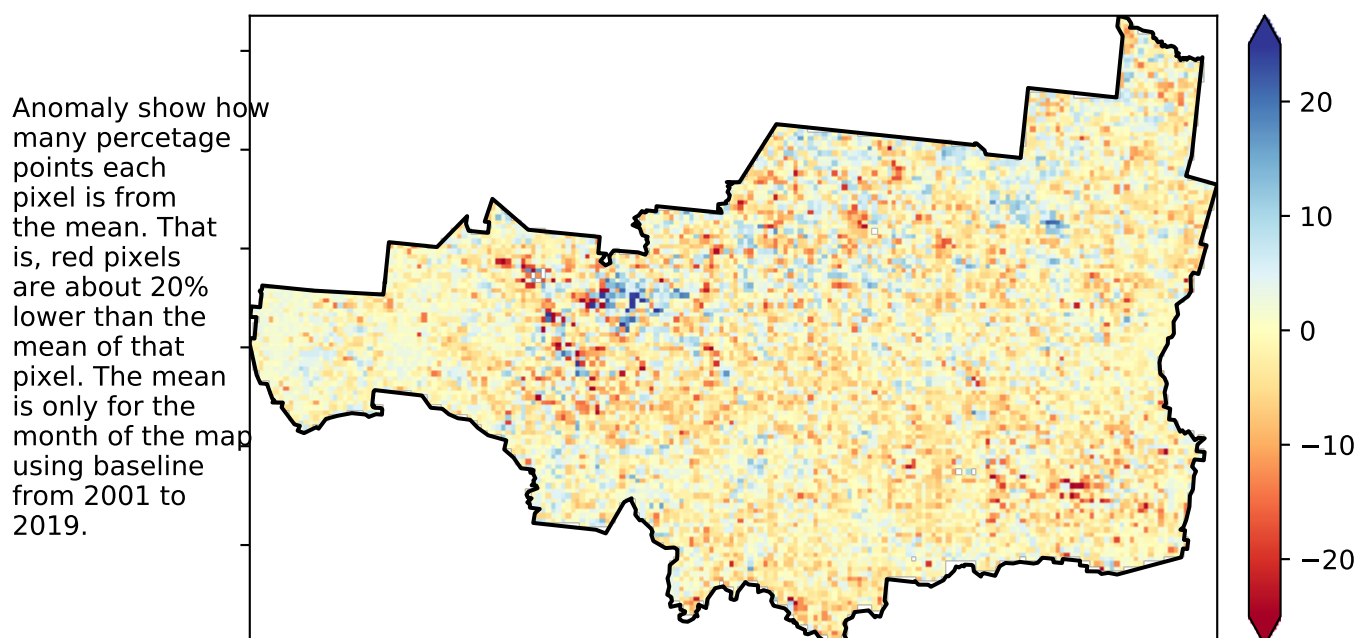 Anomaly show how
many percetage
points each
pixel is from
the mean. That
is, red pixels
are about 20%
lower than the
mean of that
pixel. The mean
is only for the
month of the map
using baseline
from 2001 to
2019.
20
10
0
−10
−20